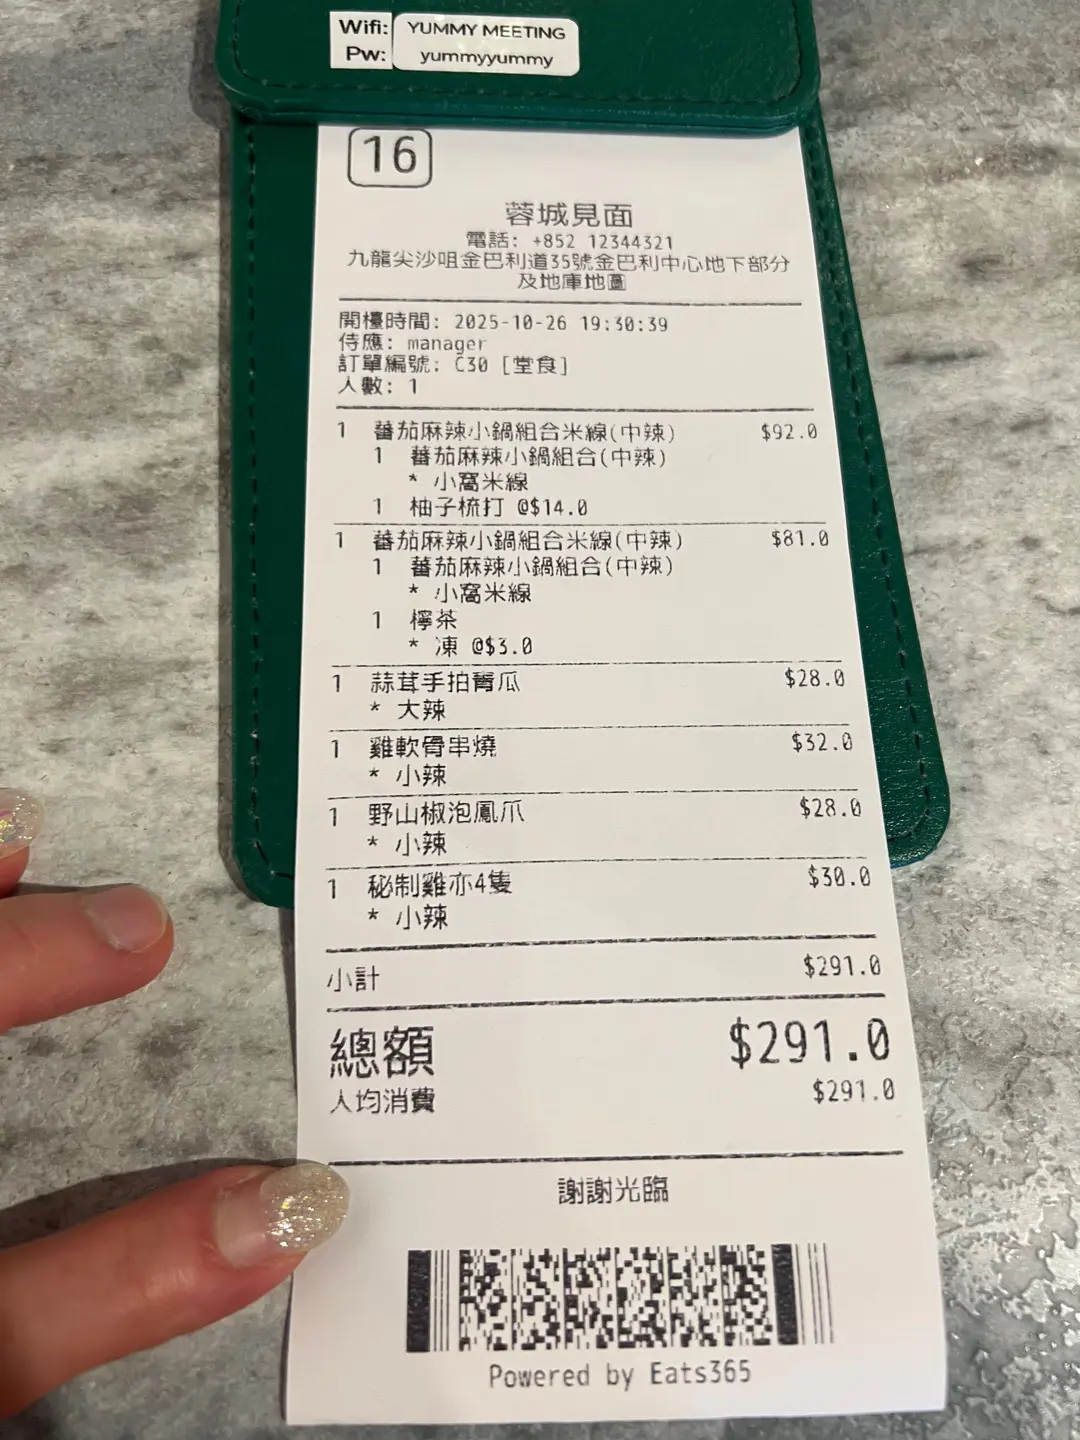 Wifi: YUMMY MEETING
Pw: yummyyummy
16
蓉城見面
電話: +852 12344321
九龍尖沙咀金巴利道35號金巴利中心地下部分
及地庫地圖
開檯時間: 2025-10-26 19:30:39
侍應: manager
訂單編號: C30 [堂食]
人數: 1
1 蕃茄麻辣小鍋組合米線(中辣) $92.0
1 蕃茄麻辣小鍋組合(中辣)
* 小窩米線
1 柚子梳打 @$14.0
1 蕃茄麻辣小鍋組合米線(中辣) $81.0
1 蕃茄麻辣小鍋組合(中辣)
* 小窩米線
1 檸茶
* 凍 @$3.0
1 蒜茸手拍青瓜 $28.0
* 大辣
1 雞軟骨串燒 $32.0
* 小辣
1 野山椒泡鳳爪 $28.0
* 小辣
1 秘制雞亦4隻 $30.0
* 小辣
小計 $291.0
總額 $291.0
人均消費 $291.0
謝謝光臨
Powered by Eats365